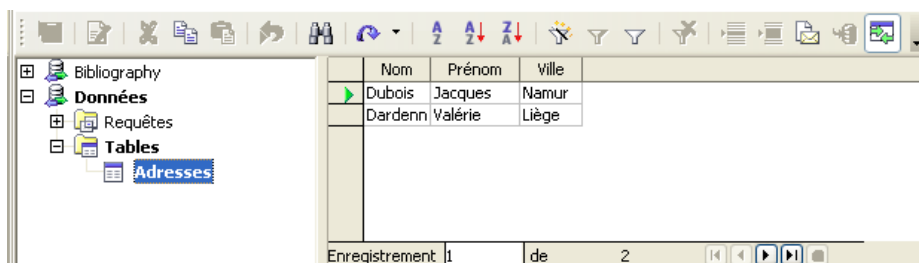 Bibliography
Données
Requêtes
Tables
Adresses
Nom Prénom Ville
Dubois Jacques Namur
Dardenn Valérie Liège
Enregistrement 1 de 2